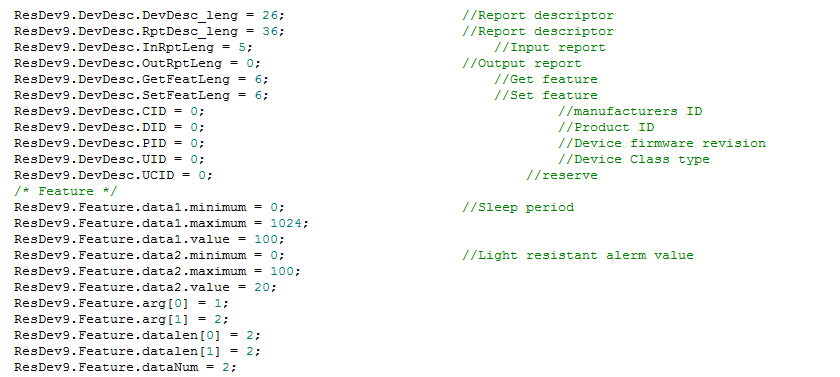 ResDev9.DevDesc.DevDesc_leng = 26; //Report descriptor
ResDev9.DevDesc.RptDesc_leng = 36; //Report descriptor
ResDev9.DevDesc.InRptLeng = 5; //Input report
ResDev9.DevDesc.OutRptLeng = 0; //Output report
ResDev9.DevDesc.GetFeatLeng = 6; //Get feature
ResDev9.DevDesc.SetFeatLeng = 6; //Set feature
ResDev9.DevDesc.CID = 0; //manufacturers ID
ResDev9.DevDesc.DID = 0; //Product ID
ResDev9.DevDesc.PID = 0; //Device firmware revision
ResDev9.DevDesc.UID = 0; //Device Class type
ResDev9.DevDesc.UCID = 0; //reserve
/* Feature */
ResDev9.Feature.data1.minimum = 0; //Sleep period
ResDev9.Feature.data1.maximum = 1024;
ResDev9.Feature.data1.value = 100;
ResDev9.Feature.data2.minimum = 0; //Light resistant alerm value
ResDev9.Feature.data2.maximum = 100;
ResDev9.Feature.data2.value = 20;
ResDev9.Feature.arg[0] = 1;
ResDev9.Feature.arg[1] = 2;
ResDev9.Feature.datalen[0] = 2;
ResDev9.Feature.datalen[1] = 2;
ResDev9.Feature.dataNum = 2;